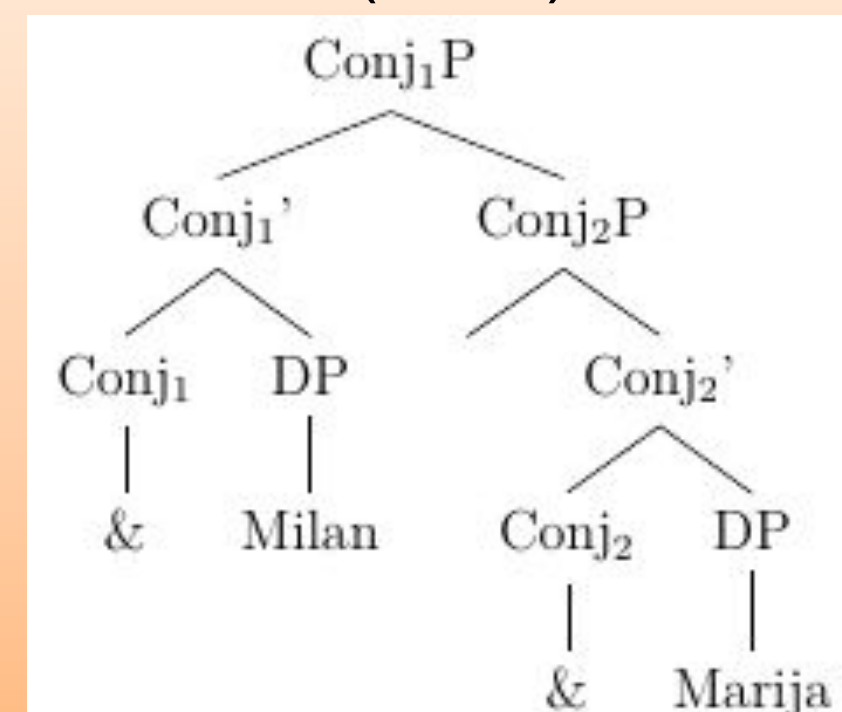 Conj₁P
Conj₁’ Conj₂P
Conj₁ DP Conj₂’
& Milan Conj₂ DP
& Marija